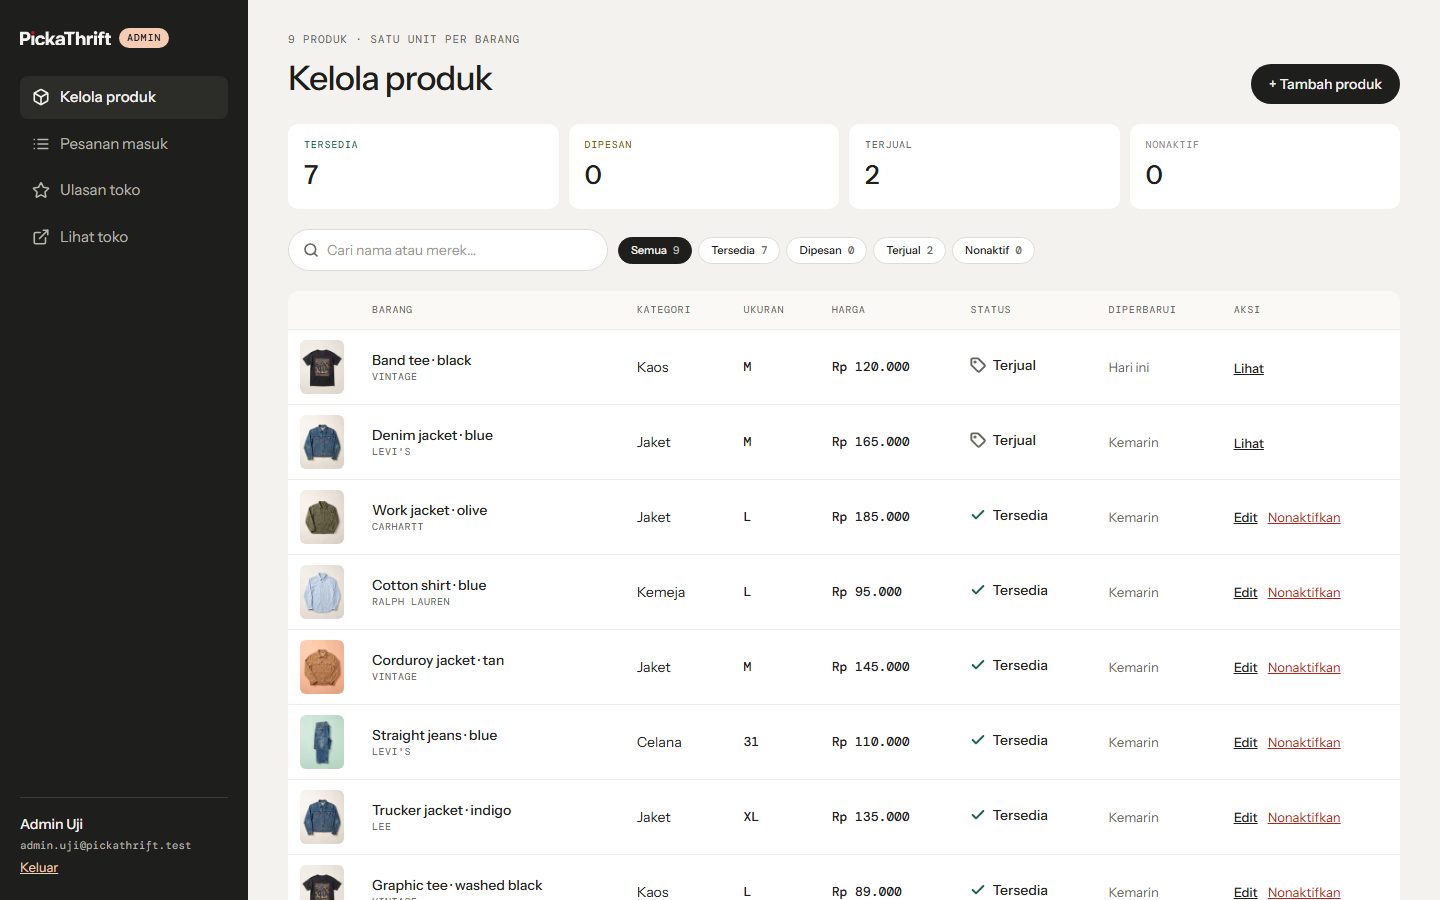 PickaThrift ADMIN
Kelola produk
Pesanan masuk
Ulasan toko
Lihat toko
Admin Uji
admin.uji@pickathrift.test
Keluar
9 PRODUK · SATU UNIT PER BARANG
Kelola produk
+ Tambah produk
TERSEDIA
7
DIPESAN
0
TERJUAL
2
NONAKTIF
0
Cari nama atau merek...
Semua 9 Tersedia 7 Dipesan 0 Terjual 2 Nonaktif 0
BARANG KATEGORI UKURAN HARGA STATUS DIPERBARUI AKSI
Band tee · black Kaos M Rp 120.000 Terjual Hari ini Lihat
VINTAGE
Denim jacket · blue Jaket M Rp 165.000 Terjual Kemarin Lihat
LEVI'S
Work jacket · olive Jaket L Rp 185.000 Tersedia Kemarin Edit Nonaktifkan
CARHARTT
Cotton shirt · blue Kemeja L Rp 95.000 Tersedia Kemarin Edit Nonaktifkan
RALPH LAUREN
Corduroy jacket · tan Jaket M Rp 145.000 Tersedia Kemarin Edit Nonaktifkan
VINTAGE
Straight jeans · blue Celana 31 Rp 110.000 Tersedia Kemarin Edit Nonaktifkan
LEVI'S
Trucker jacket · indigo Jaket XL Rp 135.000 Tersedia Kemarin Edit Nonaktifkan
LEE
Graphic tee · washed black Kaos L Rp 89.000 Tersedia Kemarin Edit Nonaktifkan